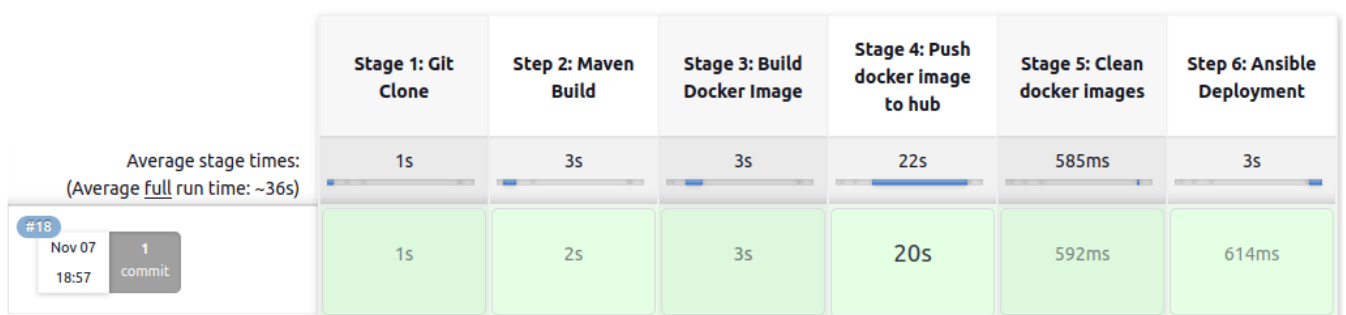 Stage 1: Git
Clone
Step 2: Maven
Build
Stage 3: Build
Docker Image
Stage 4: Push
docker image
to hub
Stage 5: Clean
docker images
Step 6: Ansible
Deployment
Average stage times:
(Average full run time: ~36s)
1s
3s
3s
22s
585ms
3s
#18
Nov 07
18:57
1
commit
1s
2s
3s
20s
592ms
614ms